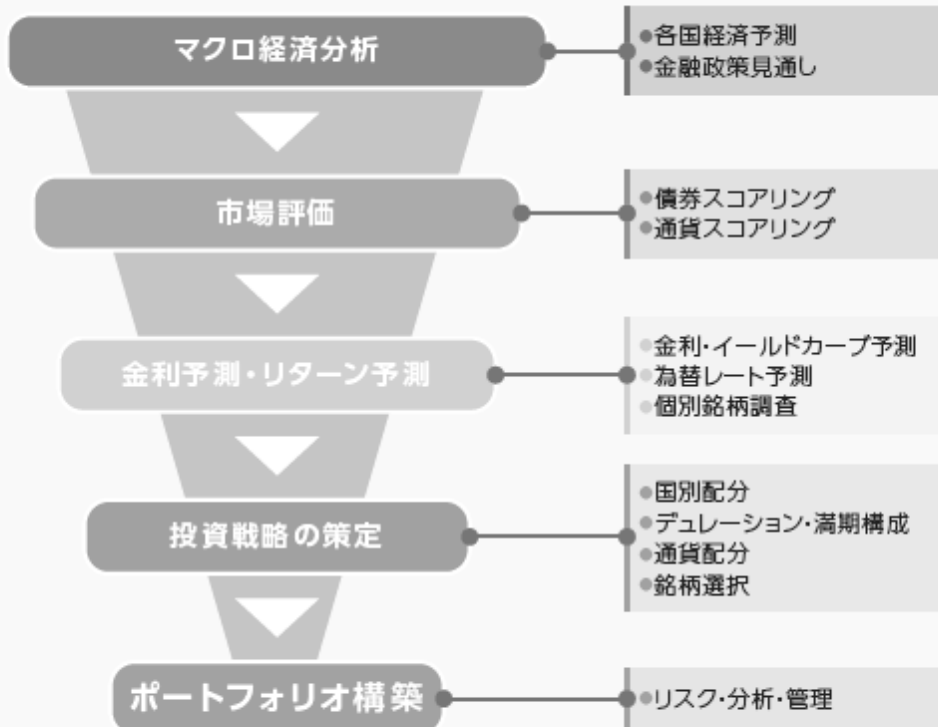 マクロ経済分析
●各国経済予測
●金融政策見通し
市場評価
●債券スコアリング
●通貨スコアリング
金利予測・リターン予測
●金利・イールドカーブ予測
●為替レート予測
●個別銘柄調査
投資戦略の策定
●国別配分
●デュレーション・満期構成
●通貨配分
●銘柄選択
ポートフォリオ構築
●リスク・分析・管理